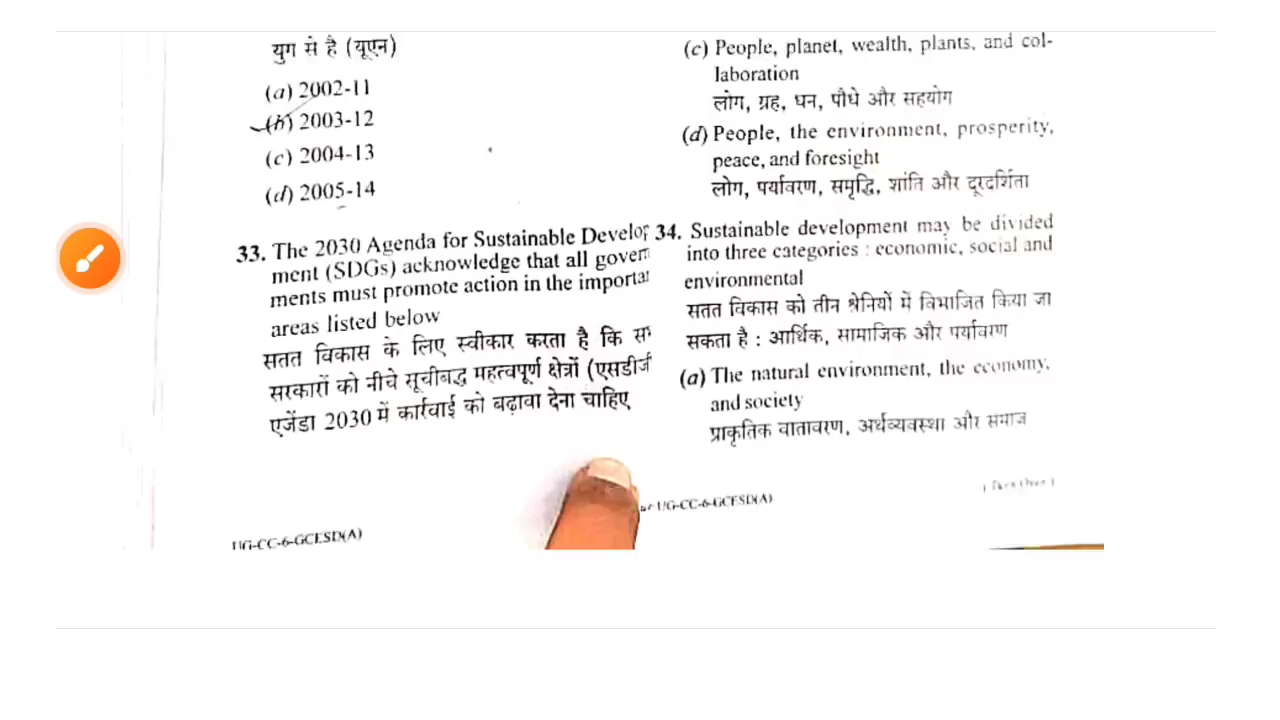 युग से है (यूएन)
(a) 2002-11
(b) 2003-12
(c) 2004-13
(d) 2005-14
33. The 2030 Agenda for Sustainable Develop
ment (SDGs) acknowledge that all govern
ments must promote action in the importa
areas listed below
सतत विकास के लिए स्वीकार करता है कि
सरकारों को नीचे सूचीबद्ध महत्वपूर्ण क्षेत्रों (एसडीजी
एजेंडा 2030 में कार्रवाई को बढ़ावा देना चाहिए
UG-CC-6-GCESD(A)
(c) People, planet, wealth, plants, and col-
laboration
लोग, ग्रह, धन, पौधे और सहयोग
(d) People, the environment, prosperity,
peace, and foresight
लोग, पर्यावरण, समृद्धि, शांति और दूरदर्शिता
34. Sustainable development may be divided
into three categories : economic, social and
environmental
सतत विकास को तीन श्रेनियों में विभाजित किया जा
सकता है : आर्थिक, सामाजिक और पर्यावरण
(a) The natural environment, the economy,
and society
प्राकृतिक वातावरण, अर्थव्यवस्था और समाज
( Turn Over )
UG-CC-6-GCESD(A)